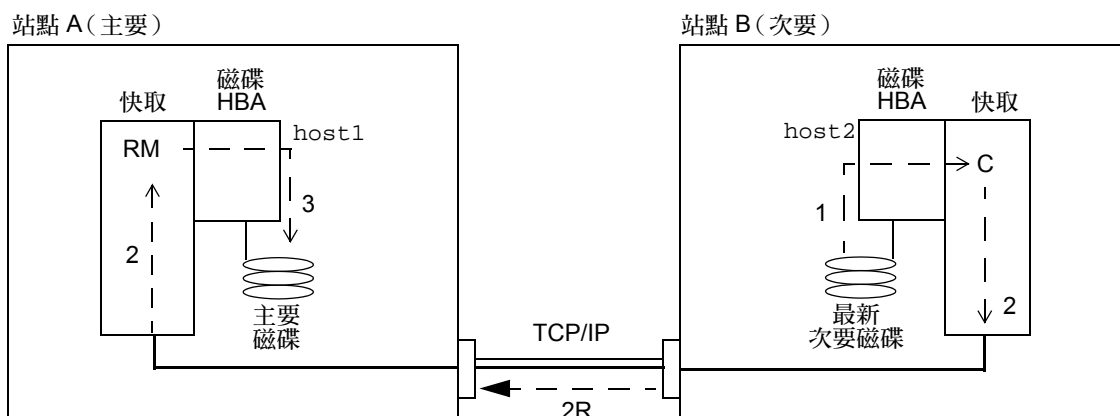 站點 A（主要）
站點 B（次要）
快取
磁碟
HBA
host1
RM
3
2
主要
磁碟
TCP/IP
2R
磁碟
HBA
快取
host2
C
1
2
最新
次要磁碟